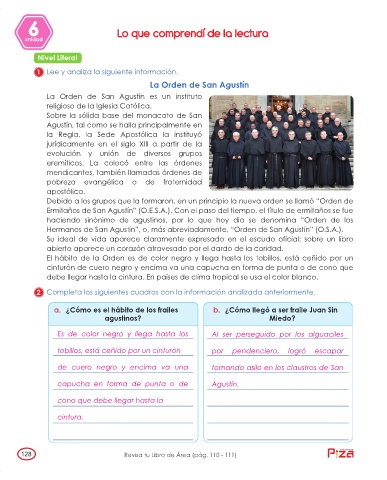 6
unidad
Lo que comprendí de la lectura
Nivel Literal
1 Lee y analiza la siguiente información.
La Orden de San Agustín
La Orden de San Agustín es un instituto
religioso de la Iglesia Católica.
Sobre la sólida base del monacato de San
Agustín, tal como se halla principalmente en
la Regla, la Sede Apostólica la instituyó
jurídicamente en el siglo XIII a partir de la
evolución y unión de diversos grupos
eremíticos. La colocó entre las órdenes
mendicantes, también llamadas órdenes de
pobreza evangélica o de fraternidad
apostólica.
Debido a los grupos que la formaron, en un principio la nueva orden se llamó “Orden de
Ermitaños de San Agustín” (O.E.S.A.). Con el paso del tiempo, el título de ermitaños se fue
haciendo sinónimo de agustinos, por lo que hoy día se denomina “Orden de los
Hermanos de San Agustín”, o, más abreviadamente, “Orden de San Agustín” (O.S.A.).
Su ideal de vida aparece claramente expresado en el escudo oficial: sobre un libro
abierto aparece un corazón atravesado por el dardo de la caridad.
El hábito de la Orden es de color negro y llega hasta los tobillos, está ceñido por un
cinturón de cuero negro y encima va una capucha en forma de punta o de cono que
debe llegar hasta la cintura. En países de clima tropical se usa el color blanco.
2 Completa los siguientes cuadros con la información analizada anteriormente.
a. ¿Cómo es el hábito de los frailes
agustinos?
Es de color negro y llega hasta los
tobillos, está ceñido por un cinturón
de cuero negro y encima va una
capucha en forma de punta o de
cono que debe llegar hasta la
cintura.
b. ¿Cómo llegó a ser fraile Juan Sin
Miedo?
Al ser perseguido por los alguaciles
por pendenciero, logró escapar
tomando asilo en los claustros de San
Agustín.
128
Revisa tu Libro de Área (pág. 110 - 111)
Pizá